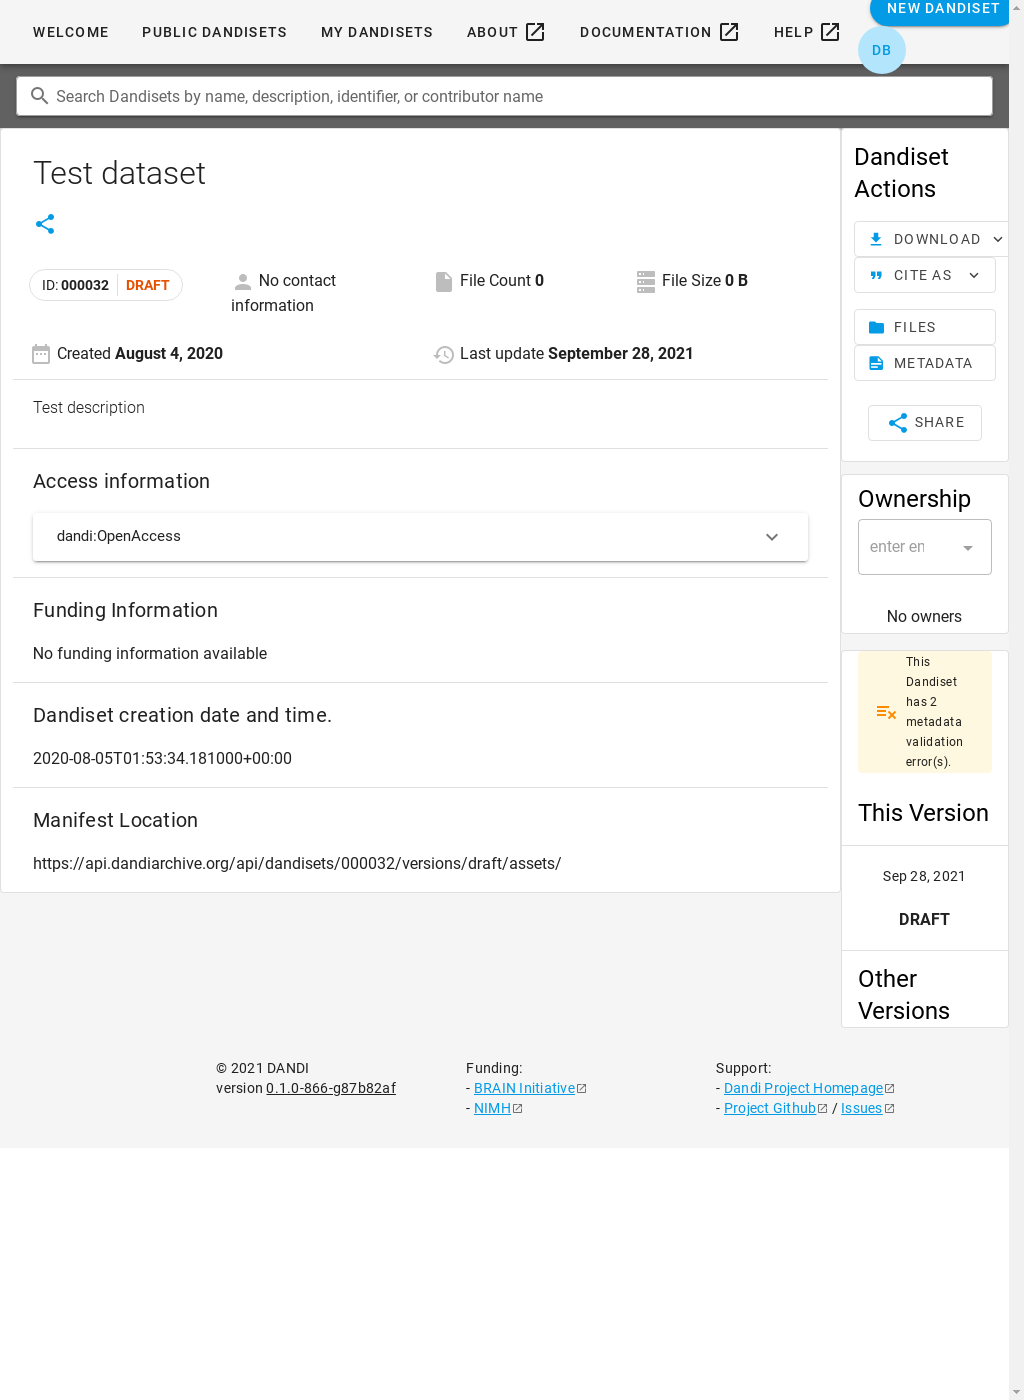 WELCOME PUBLIC DANDISETS MY DANDISETS ABOUT DOCUMENTATION HELP NEW DANDISET
DB
Search Dandisets by name, description, identifier, or contributor name
Test dataset
ID: 000032 DRAFT
No contact information
File Count 0
File Size 0 B
Created August 4, 2020
Last update September 28, 2021
Test description
Access information
dandi:OpenAccess
Funding Information
No funding information available
Dandiset creation date and time.
2020-08-05T01:53:34.181000+00:00
Manifest Location
https://api.dandiarchive.org/api/dandisets/000032/versions/draft/assets/
Dandiset
Actions
DOWNLOAD
CITE AS
FILES
METADATA
SHARE
Ownership
enter em
No owners
This
Dandiset
has 2
metadata
validation
error(s).
This Version
Sep 28, 2021
DRAFT
Other
Versions
© 2021 DANDI
version 0.1.0-866-g87b82af
Funding:
- BRAIN Initiative
- NIMH
Support:
- Dandi Project Homepage
- Project Github / Issues